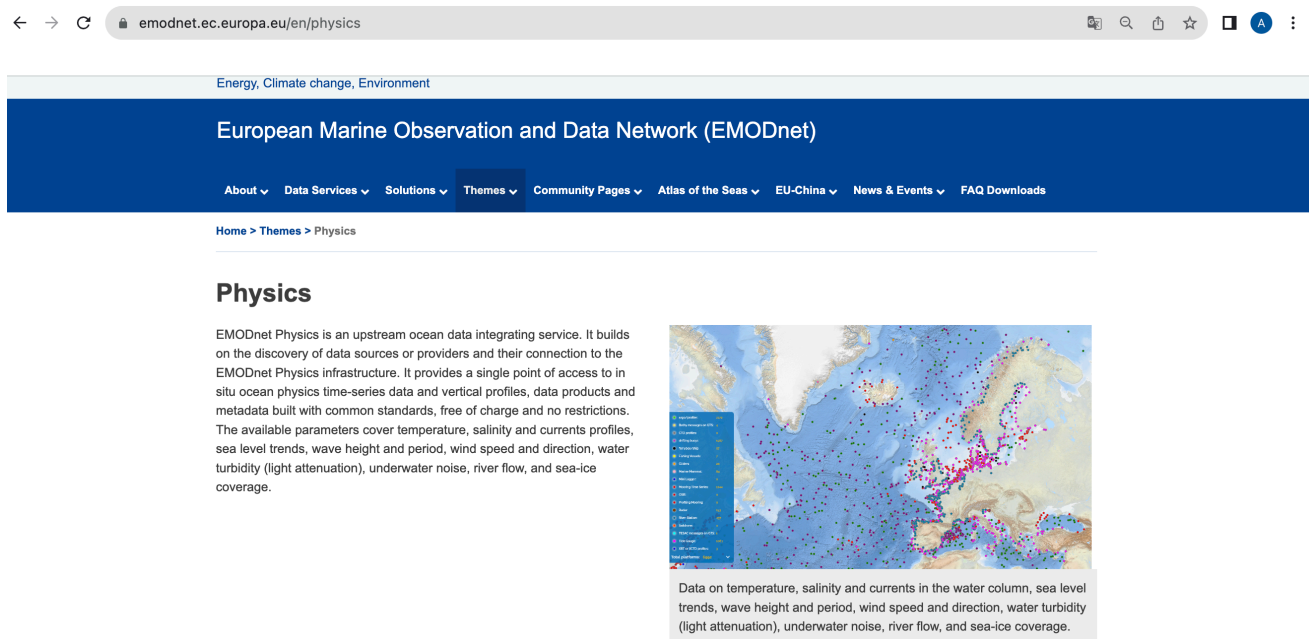 emodnet.ec.europa.eu/en/physics
A
Energy, Climate change, Environment
European Marine Observation and Data Network (EMODnet)
About Data Services Solutions Themes Community Pages Atlas of the Seas EU-China News & Events FAQ Downloads
Home > Themes > Physics
Physics
EMODnet Physics is an upstream ocean data integrating service. It builds
on the discovery of data sources or providers and their connection to the
EMODnet Physics infrastructure. It provides a single point of access to in
situ ocean physics time-series data and vertical profiles, data products and
metadata built with common standards, free of charge and no restrictions.
The available parameters cover temperature, salinity and currents profiles,
sea level trends, wave height and period, wind speed and direction, water
turbidity (light attenuation), underwater noise, river flow, and sea-ice
coverage.
Data on temperature, salinity and currents in the water column, sea level
trends, wave height and period, wind speed and direction, water turbidity
(light attenuation), underwater noise, river flow, and sea-ice coverage.